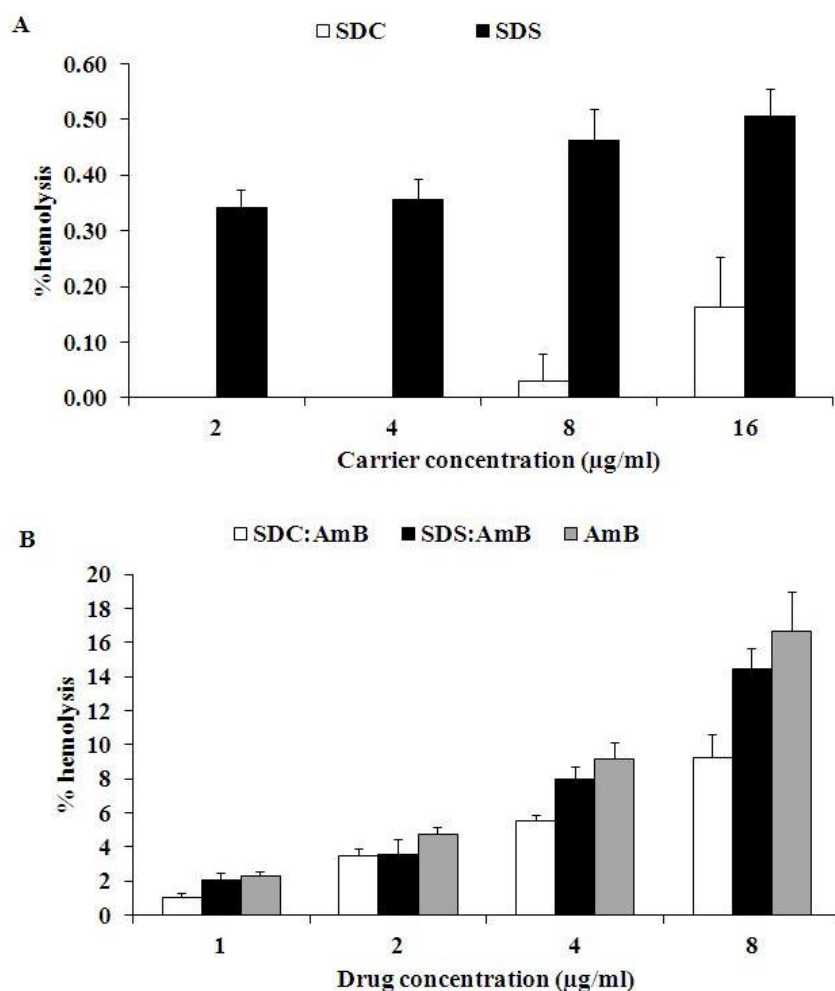 A
SDC SDS
0.60
0.50
0.40
0.30
0.20
0.10
0.00
%hemolysis
2 4 8 16
Carrier concentration (µg/ml)
B
SDC:AmB SDS:AmB AmB
20
18
16
14
12
10
8
6
4
2
0
% hemolysis
1 2 4 8
Drug concentration (µg/ml)